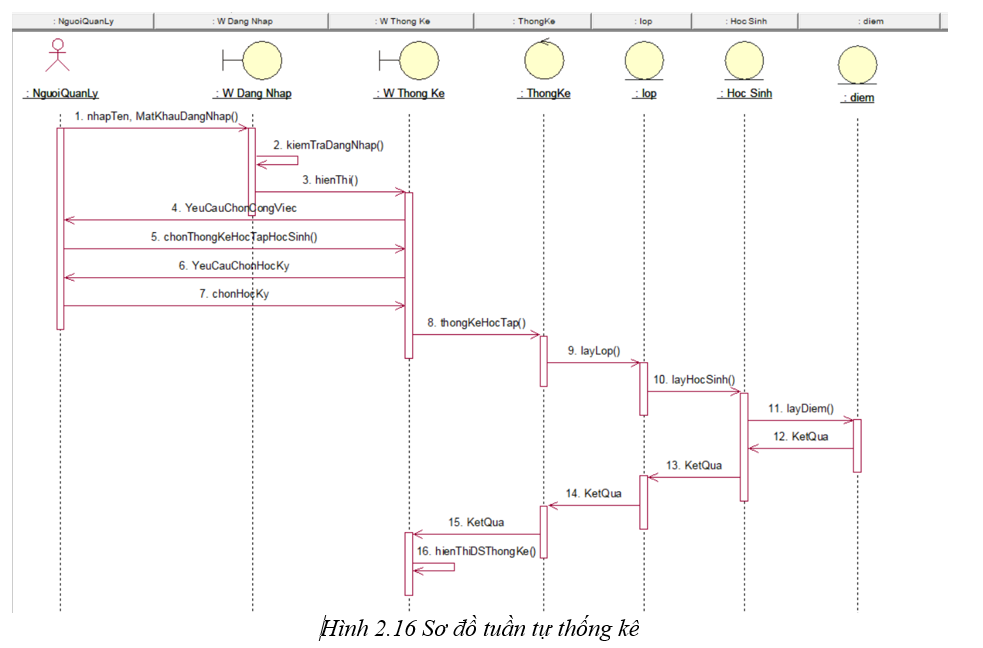 : NguoiQuanLy : W Dang Nhap : W Thong Ke : ThongKe : lop : Hoc Sinh : diem
: NguoiQuanLy : W Dang Nhap : W Thong Ke : ThongKe : lop : Hoc Sinh : diem
1. nhapTen, MatKhauDangNhap()
2. kiemTraDangNhap()
3. hienThi()
4. YeuCauChonCongViec
5. chonThongKeHocTapHocSinh()
6. YeuCauChonHocKy
7. chonHocKy
8. thongKeHocTap()
9. layLop()
10. layHocSinh()
11. layDiem()
12. KetQua
13. KetQua
14. KetQua
15. KetQua
16. hienThiDSThongKe()
Hình 2.16 Sơ đồ tuần tự thống kê